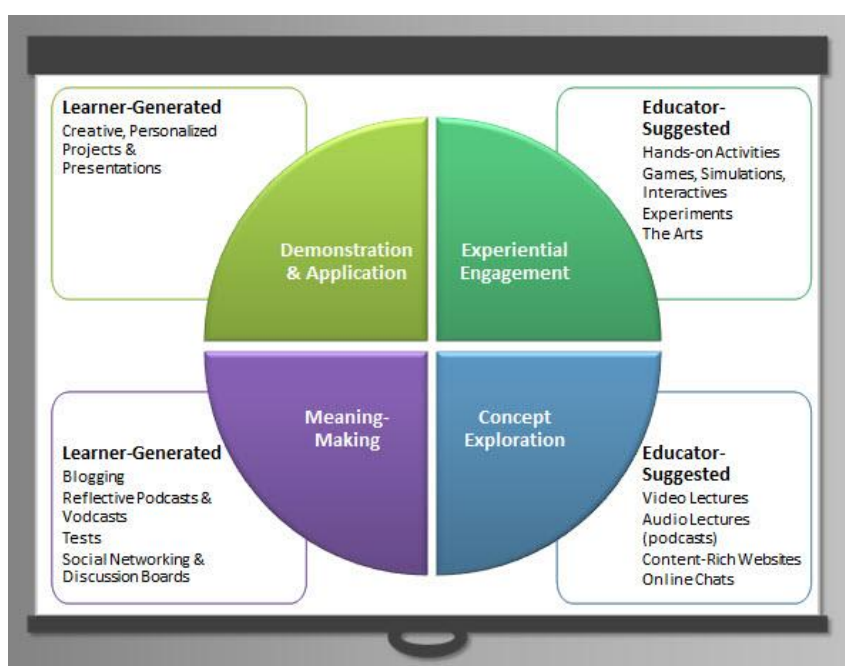 Learner-Generated
Creative, Personalized
Projects &
Presentations
Educator-
Suggested
Hands-on Activities
Games, Simulations,
Interactives
Experiments
The Arts
Demonstration
& Application
Experiential
Engagement
Meaning-
Making
Concept
Exploration
Learner-Generated
Blogging
Reflective Podcasts &
Vodcasts
Tests
Social Networking &
Discussion Boards
Educator-
Suggested
Video Lectures
Audio Lectures
(podcasts)
Content-Rich Websites
Online Chats